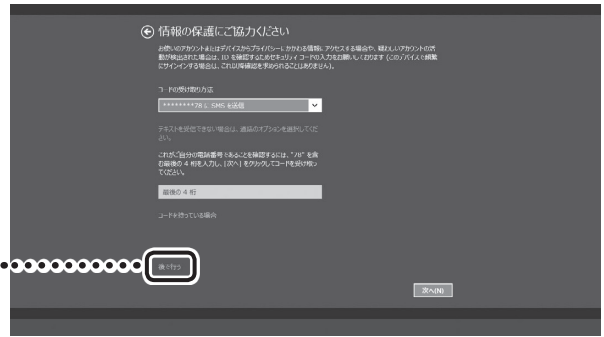 情報の保護にご協力ください
お使いのアカウントまたはデバイスからプライバシーにかかわる情報にアクセスする場合や、疑わしいアカウントの活
動が検出された場合は、ID を確認するためセキュリティ コードの入力をお願いしております (このデバイスで頻繁
にサインインする場合は、これ以降確認を求められることはありません)。
コードの受け取り方法
********78 に SMS を送信
テキストを受信できない場合は、通話のオプションを選択してくだ
さい。
これがご自分の電話番号であることを確認するには、"78" を含
む最後の 4 桁を入力し、[次へ] をクリックしてコードを受け取っ
てください。
最後の 4 桁
コードを持っている場合
後で行う
次へ(N)